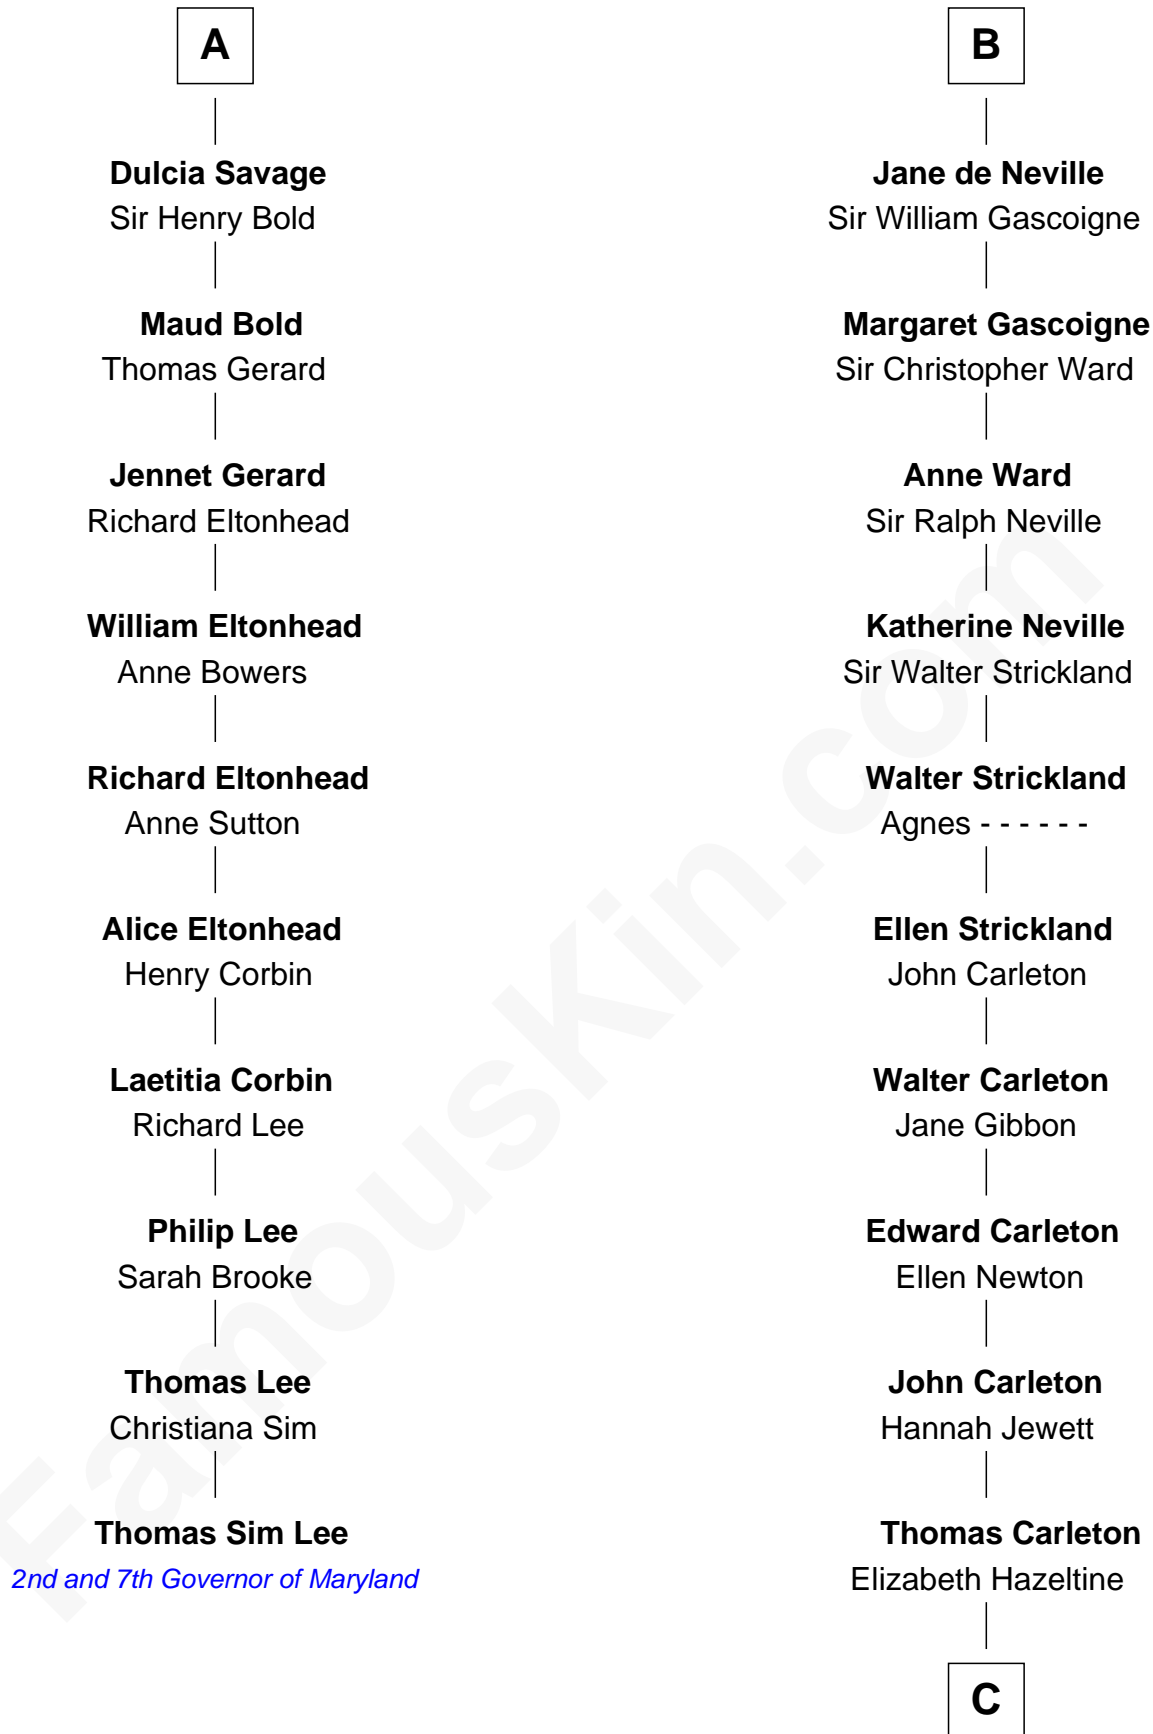 A
Dulcia Savage
Sir Henry Bold
Maud Bold
Thomas Gerard
Jennet Gerard
Richard Eltonhead
William Eltonhead
Anne Bowers
Richard Eltonhead
Anne Sutton
Alice Eltonhead
Henry Corbin
Laetitia Corbin
Richard Lee
Philip Lee
Sarah Brooke
Thomas Lee
Christiana Sim
Thomas Sim Lee
2nd and 7th Governor of Maryland
B
Jane de Neville
Sir William Gascoigne
Margaret Gascoigne
Sir Christopher Ward
Anne Ward
Sir Ralph Neville
Katherine Neville
Sir Walter Strickland
Walter Strickland
Agnes - - - - - -
Ellen Strickland
John Carleton
Walter Carleton
Jane Gibbon
Edward Carleton
Ellen Newton
John Carleton
Hannah Jewett
Thomas Carleton
Elizabeth Hazeltine
C
FamousKin.com